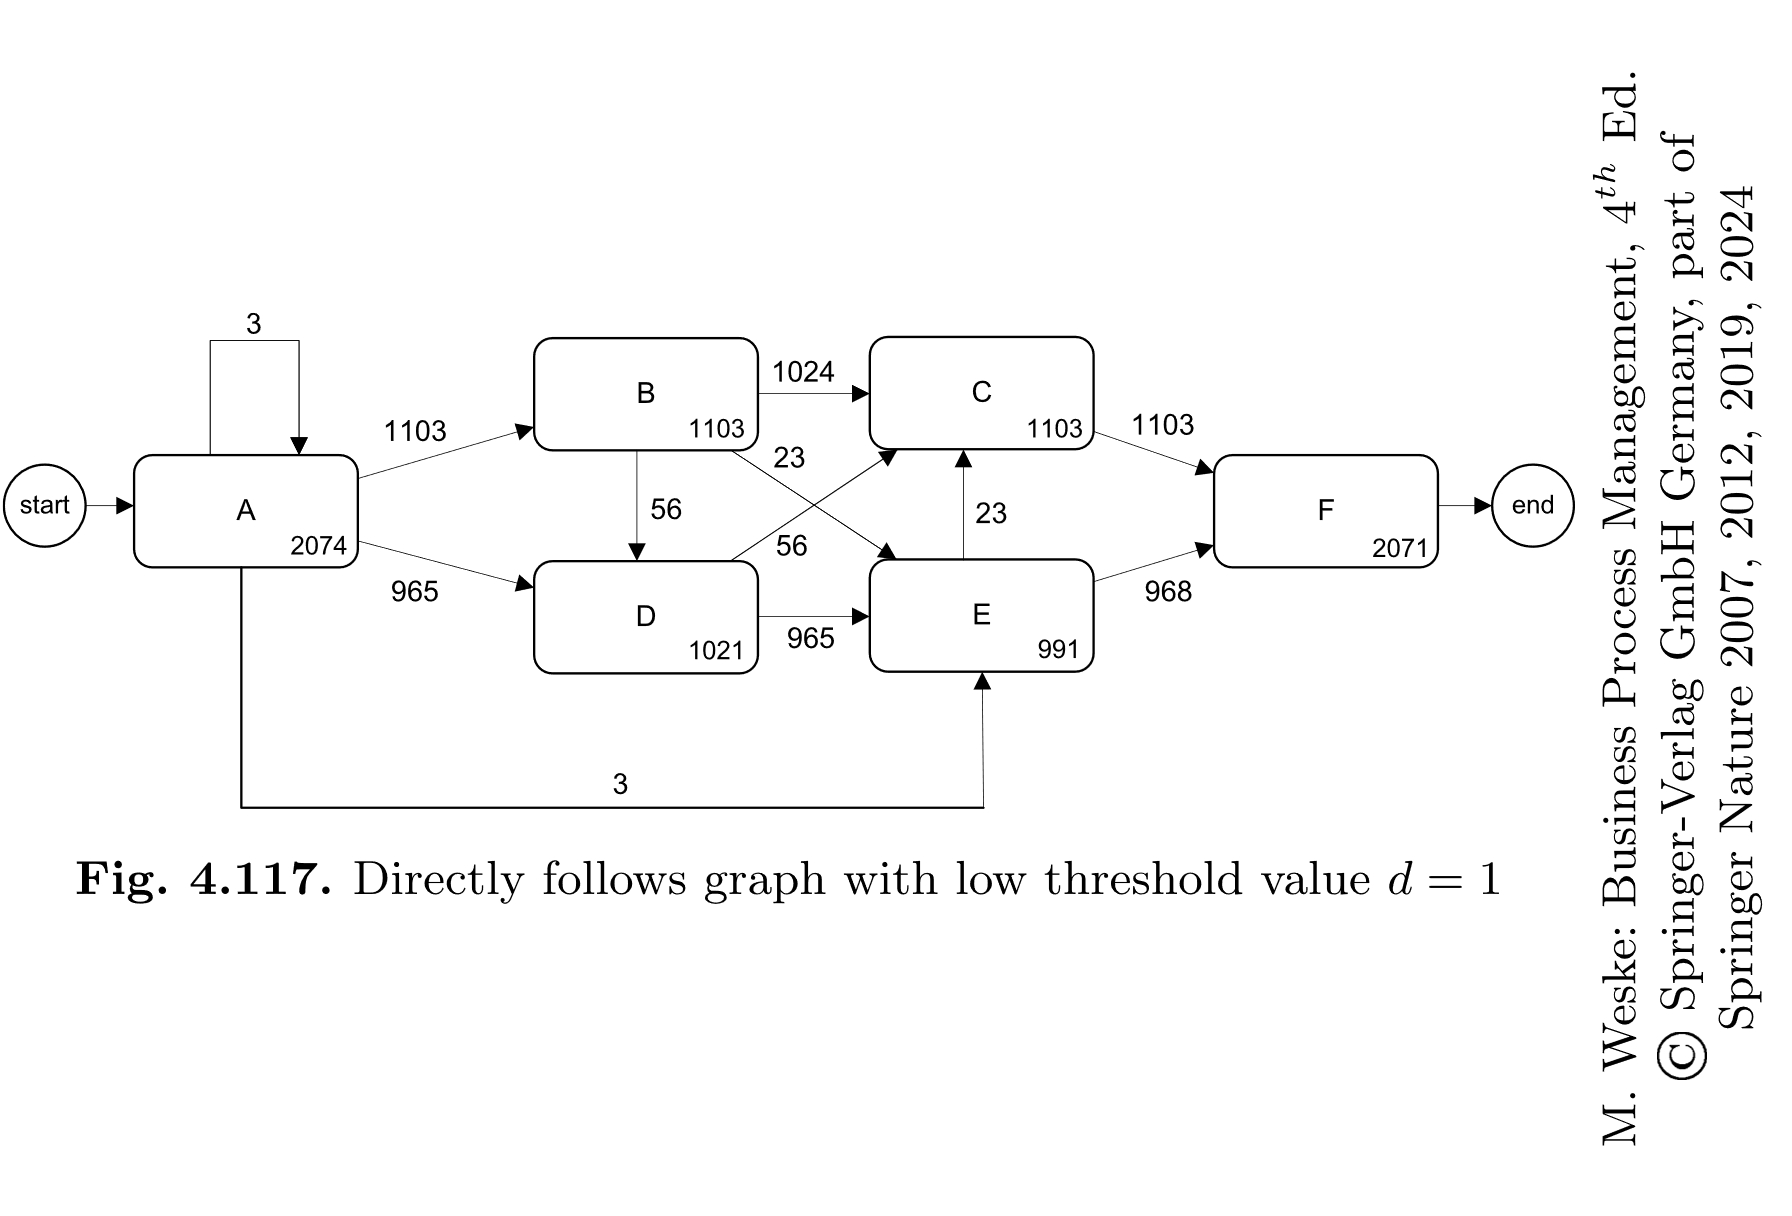 3
1103
965
start
A
2074
B
1103
1024
23
56
56
D
1021
965
C
1103
23
E
991
1103
968
F
2071
end
3
Fig. 4.117. Directly follows graph with low threshold value d = 1
M. Weske: Business Process Management, 4th Ed.
© Springer-Verlag GmbH Germany, part of
Springer Nature 2007, 2012, 2019, 2024